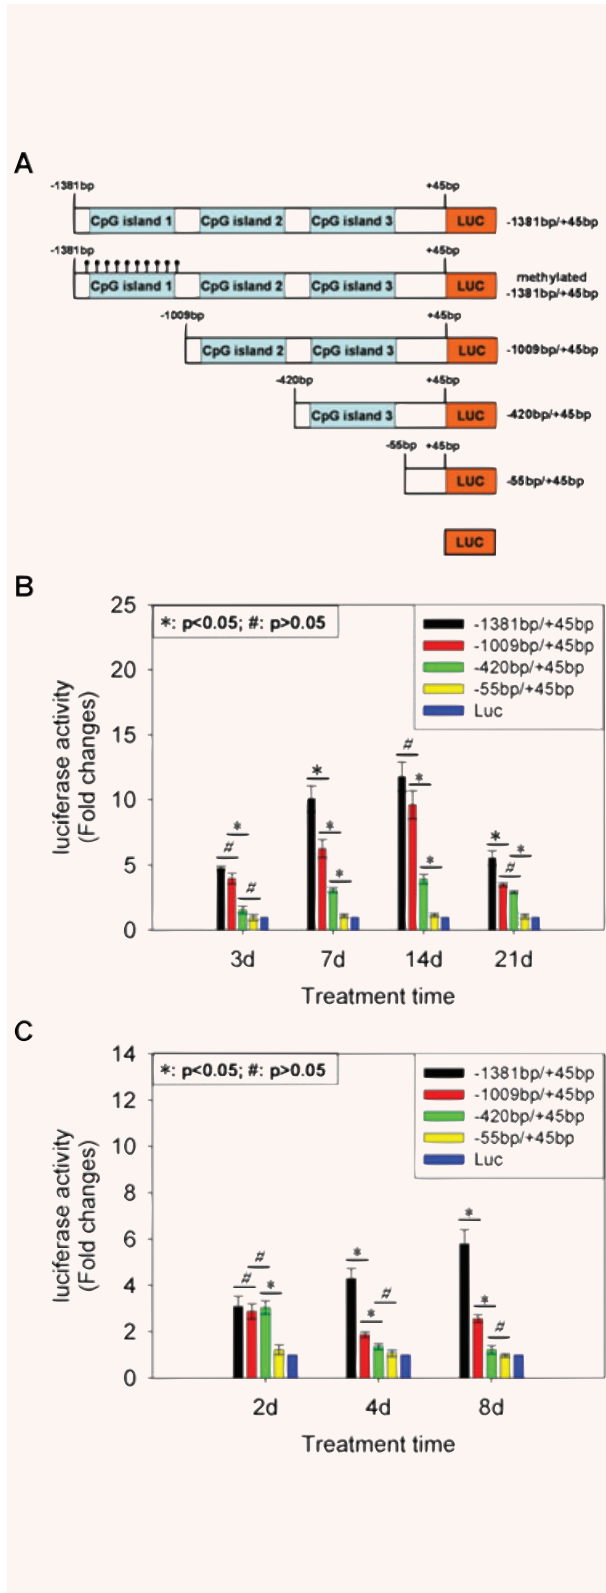 A
-1381bp +45bp
CpG island 1 CpG island 2 CpG island 3 LUC -1381bp/+45bp
-1381bp +45bp
CpG island 1 CpG island 2 CpG island 3 LUC methylated
-1381bp/+45bp
-1009bp +45bp
CpG island 2 CpG island 3 LUC -1009bp/+45bp
-420bp +45bp
CpG island 3 LUC -420bp/+45bp
-55bp +45bp
LUC -55bp/+45bp
LUC
B
luciferase activity
(Fold changes)
25
20
15
10
5
0
*: p<0.05; #: p>0.05
-1381bp/+45bp
-1009bp/+45bp
-420bp/+45bp
-55bp/+45bp
Luc
# * #
* * *
# * *
* # *
3d 7d 14d 21d
Treatment time
C
luciferase activity
(Fold changes)
14
12
10
8
6
4
2
0
*: p<0.05; #: p>0.05
-1381bp/+45bp
-1009bp/+45bp
-420bp/+45bp
-55bp/+45bp
Luc
# # *
* * #
* * #
2d 4d 8d
Treatment time